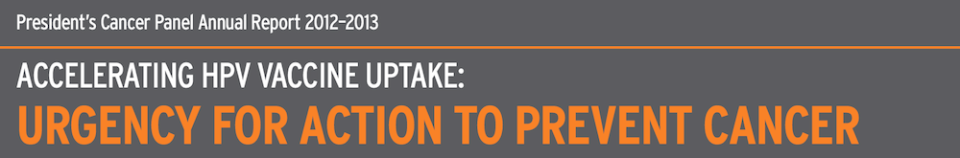 President's Cancer Panel Annual Report 2012–2013
ACCELERATING HPV VACCINE UPTAKE:
URGENCY FOR ACTION TO PREVENT CANCER